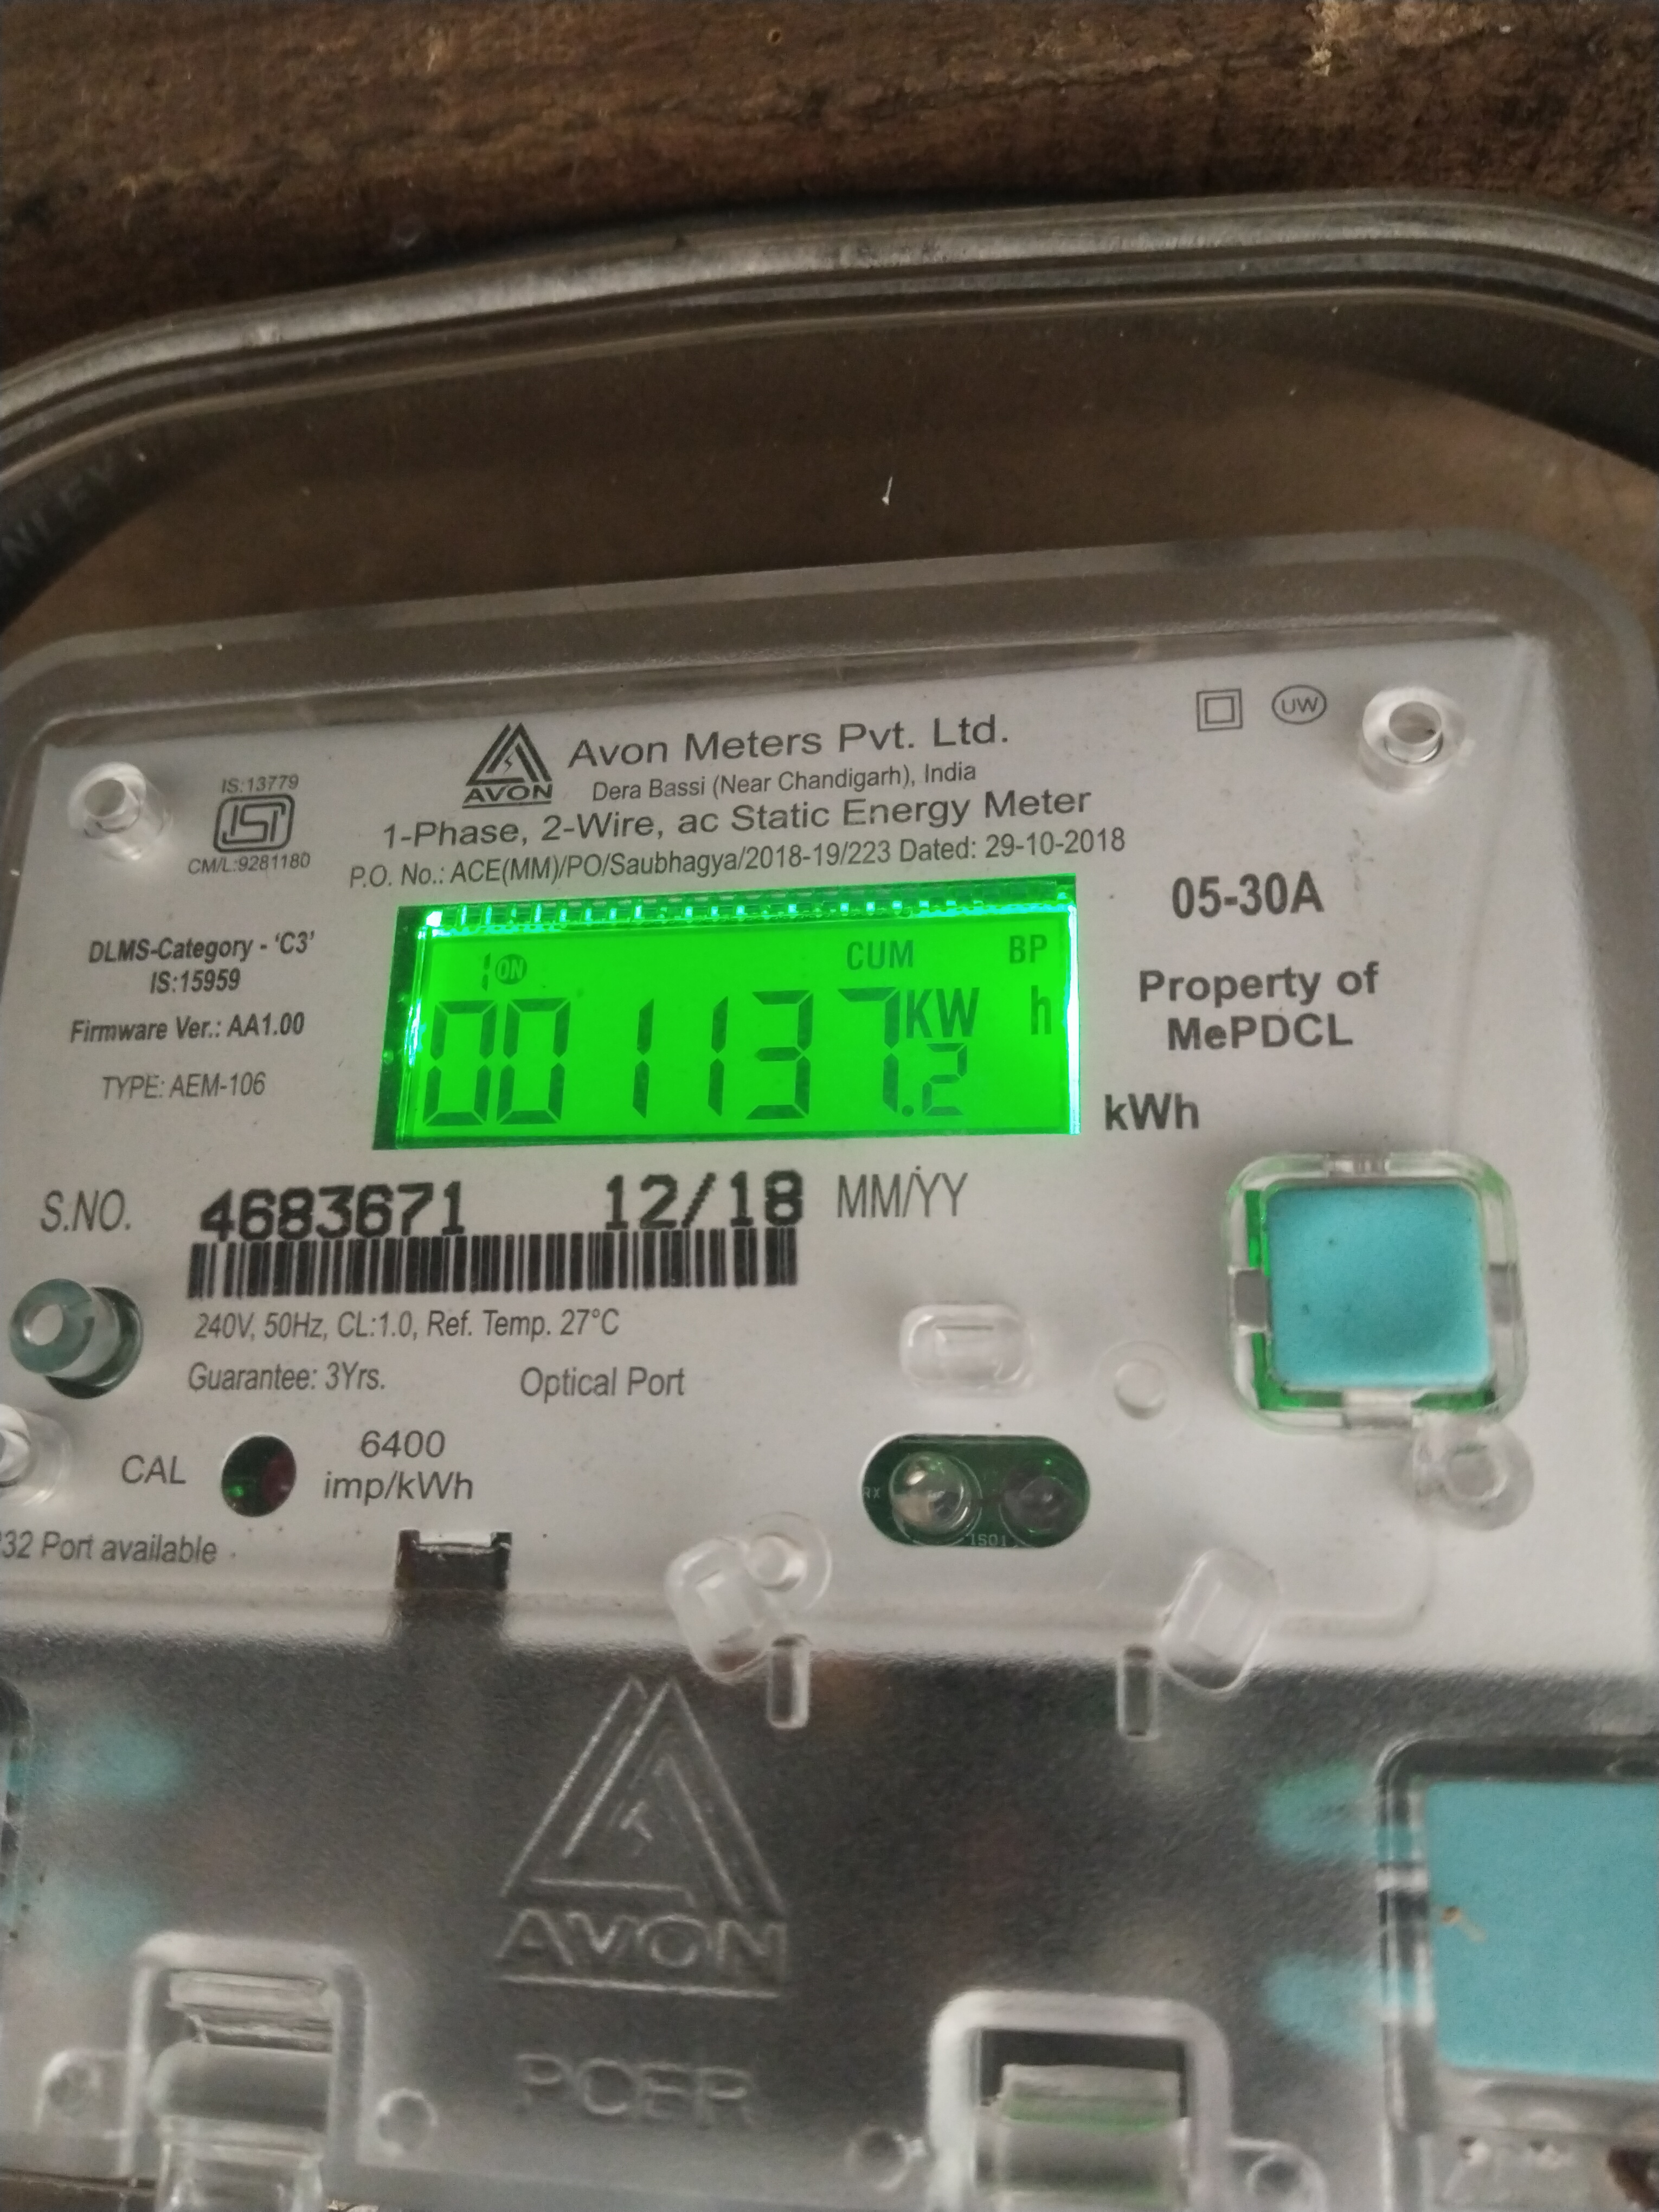 AVON
Avon Meters Pvt. Ltd.
Dera Bassi (Near Chandigarh), India
1-Phase, 2-Wire, ac Static Energy Meter
P.O. No.: ACE(MM)/PO/Saubhagya/2018-19/223 Dated: 29-10-2018
UW
IS:13779
ISI
CM/L:9281180
DLMS-Category - 'C3'
IS:15959
Firmware Ver.: AA1.00
TYPE: AEM-106
1 ON CUM BP
001137.2 KW h
05-30A
Property of
MePDCL
kWh
S.NO. 4683671 12/18 MM/YY
240V, 50Hz, CL:1.0, Ref. Temp. 27°C
Guarantee: 3Yrs. Optical Port
CAL 6400
imp/kWh
RX
32 Port available
AVON